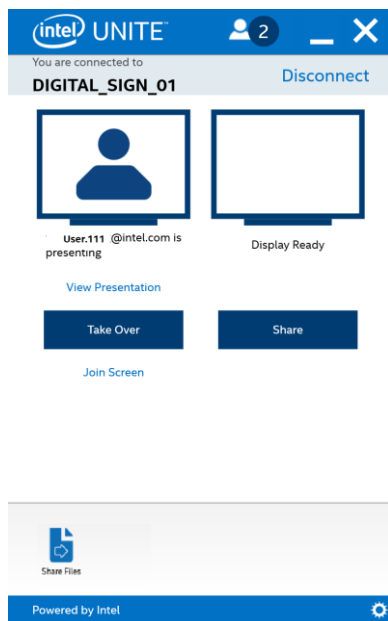 intel UNITE™ 2
You are connected to
DIGITAL_SIGN_01
Disconnect
User.111 @intel.com is
presenting
Display Ready
View Presentation
Take Over
Share
Join Screen
Share Files
Powered by Intel